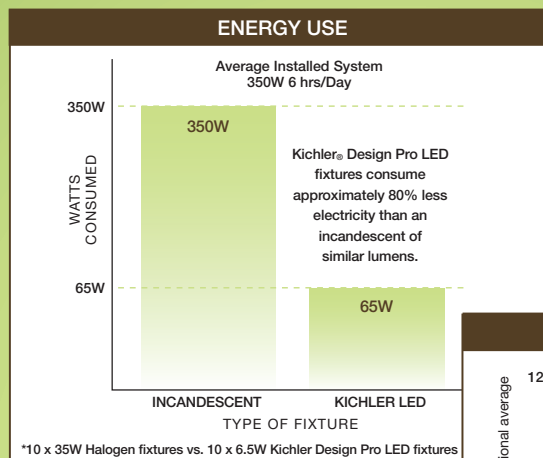 ENERGY USE
Average Installed System
350W 6 hrs/Day
350W
350W
Kichler® Design Pro LED
fixtures consume
approximately 80% less
electricity than an
incandescent of
similar lumens.
WATTS
CONSUMED
65W
65W
INCANDESCENT
KICHLER LED
TYPE OF FIXTURE
*10 x 35W Halogen fixtures vs. 10 x 6.5W Kichler Design Pro LED fixtures
12
average